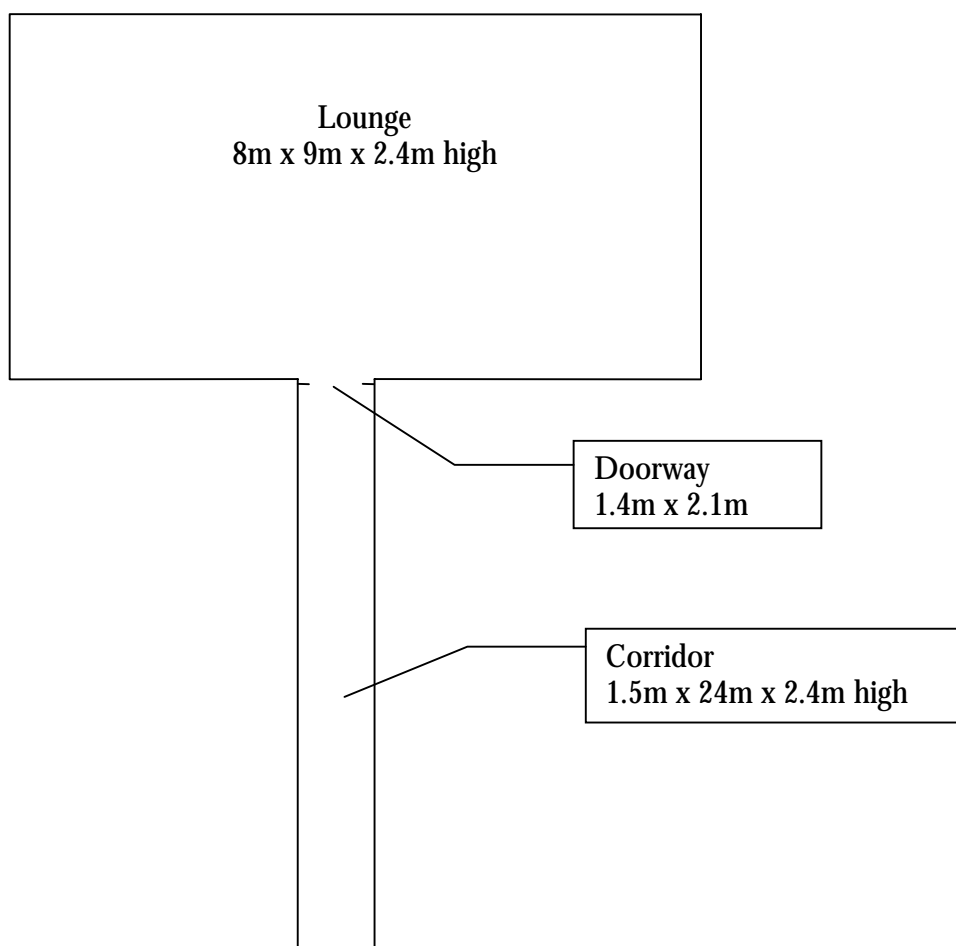 Lounge
8m x 9m x 2.4m high
Doorway
1.4m x 2.1m
Corridor
1.5m x 24m x 2.4m high